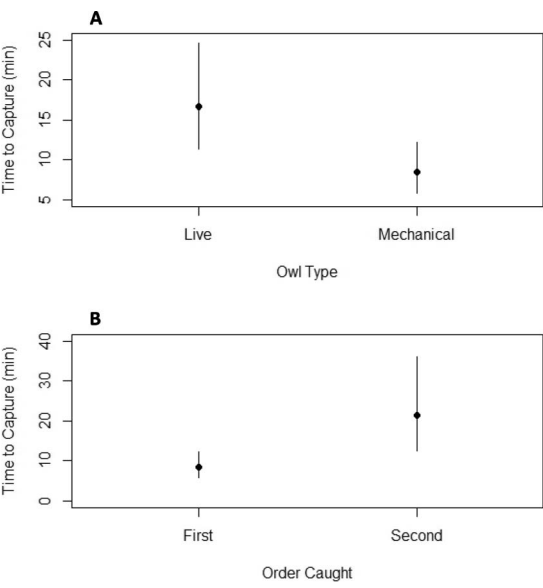 A
Time to Capture (min)
25
20
15
10
5
Live
Mechanical
Owl Type
B
Time to Capture (min)
40
30
20
10
0
First
Second
Order Caught